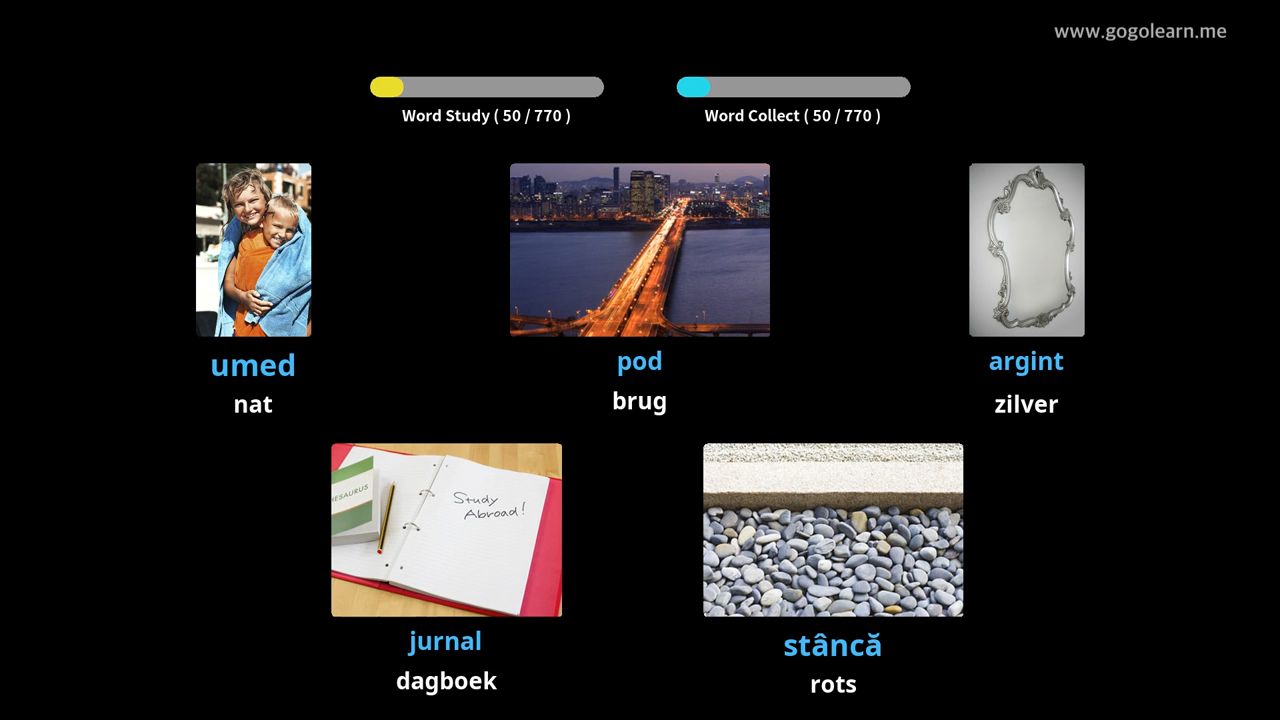 www.gogolearn.me
Word Study ( 50 / 770 )
Word Collect ( 50 / 770 )
umed
nat
pod
brug
argint
zilver
HESAURUS
Study
Abroad!
jurnal
dagboek
stâncă
rots